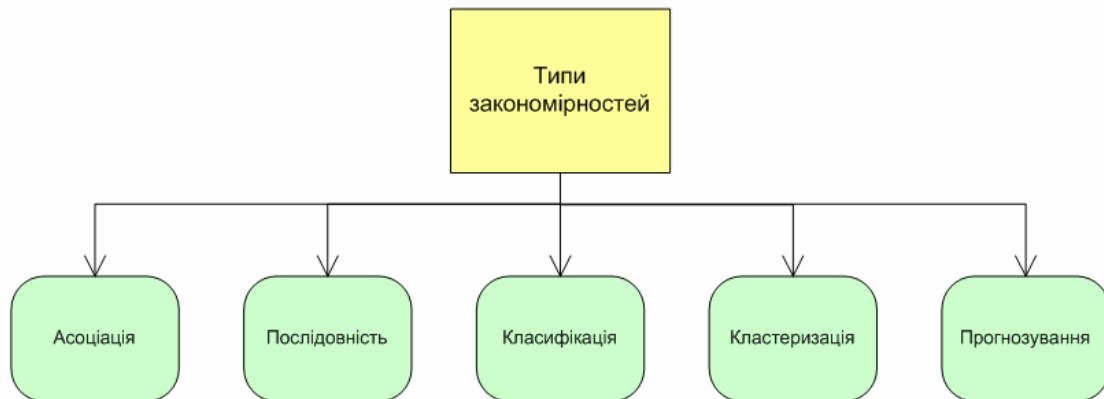 Типи
закономірностей
Асоціація
Послідовність
Класифікація
Кластеризація
Прогнозування